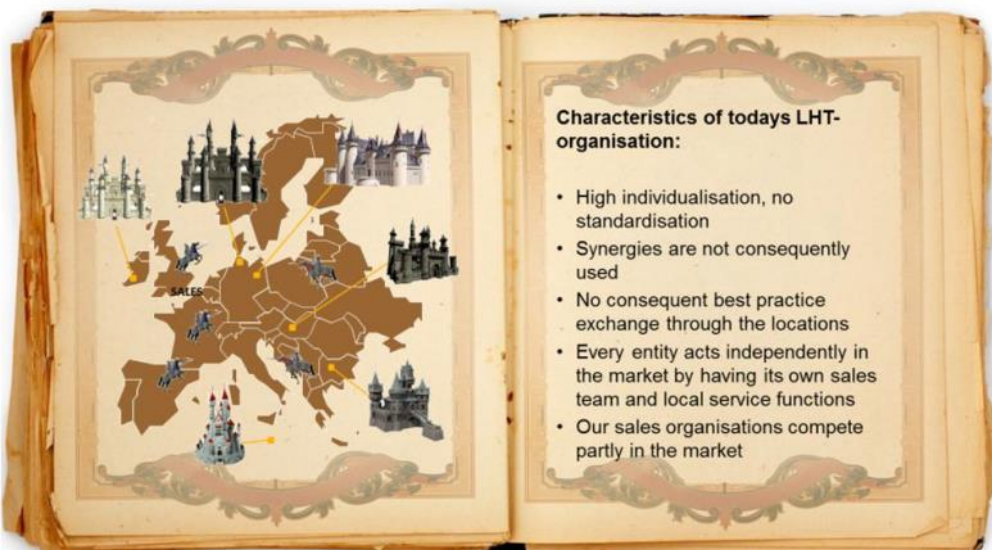 SALES
Characteristics of todays LHT-
organisation:
• High individualisation, no
standardisation
• Synergies are not consequently
used
• No consequent best practice
exchange through the locations
• Every entity acts independently in
the market by having its own sales
team and local service functions
• Our sales organisations compete
partly in the market